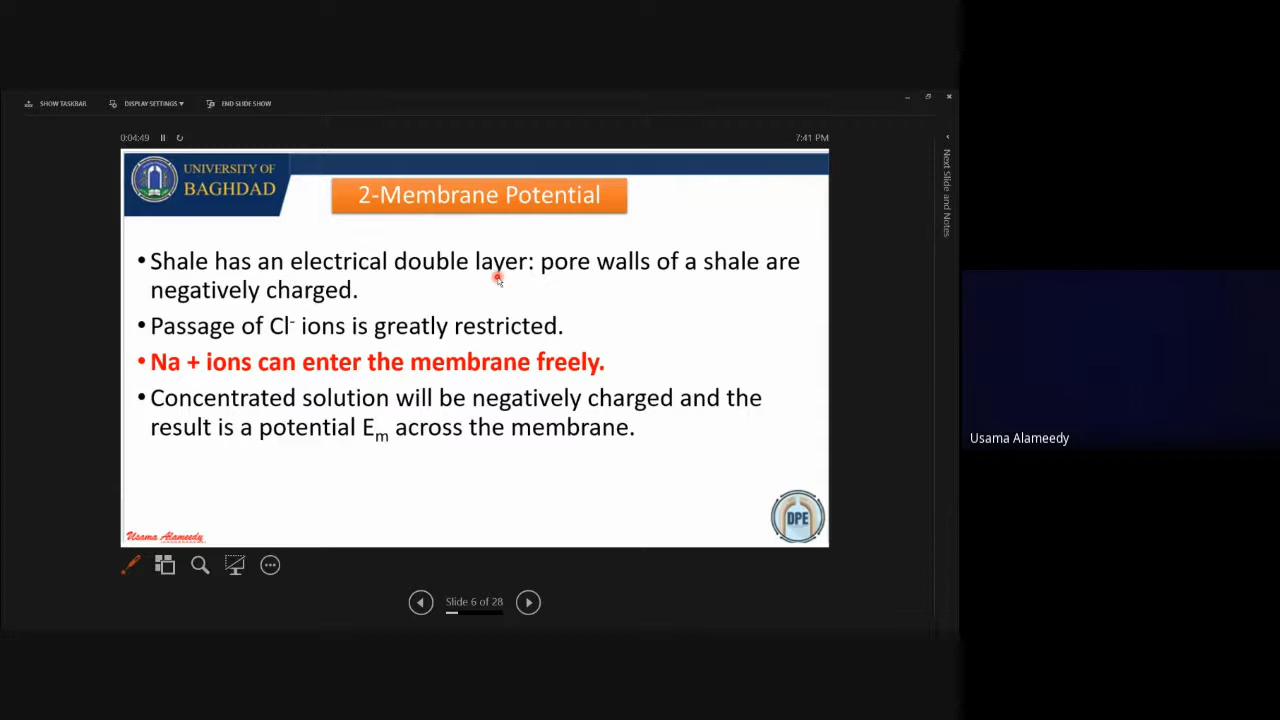 SHOW TASKBAR
DISPLAY SETTINGS ▾
END SLIDE SHOW
0:04:49
7:41 PM
Next Slide and Notes
UNIVERSITY OF
BAGHDAD
2-Membrane Potential
• Shale has an electrical double layer: pore walls of a shale are
negatively charged.
• Passage of Cl⁻ ions is greatly restricted.
• Na + ions can enter the membrane freely.
• Concentrated solution will be negatively charged and the
result is a potential Eₘ across the membrane.
DPE
Usama Alameedy
Slide 6 of 28
Usama Alameedy